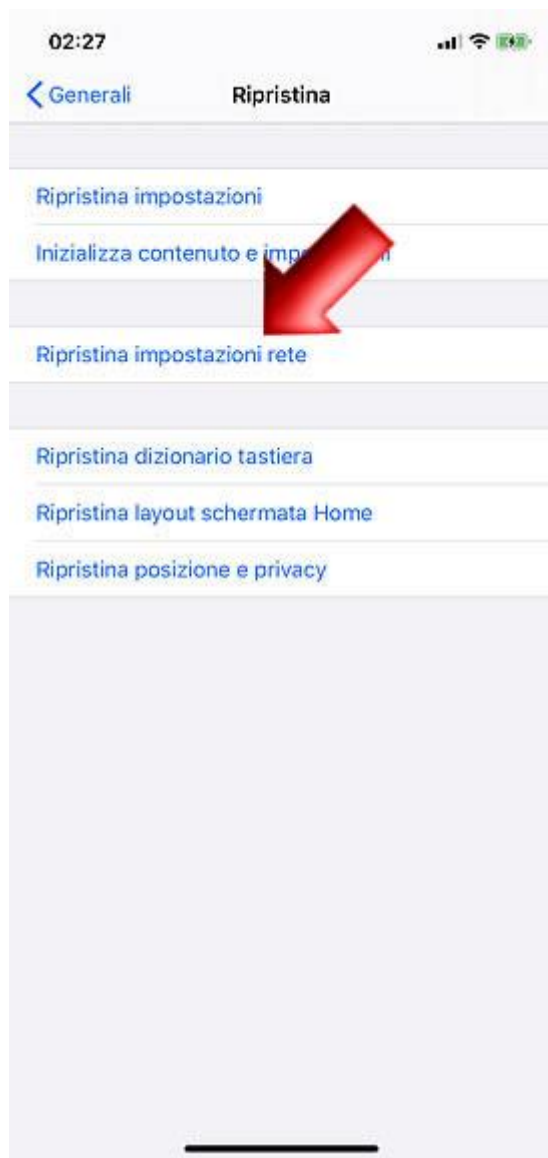 02:27
Generali
Ripristina
Ripristina impostazioni
Inizializza contenuto e
Ripristina impostazioni rete
Ripristina dizionario tastiera
Ripristina layout schermata Home
Ripristina posizione e privacy